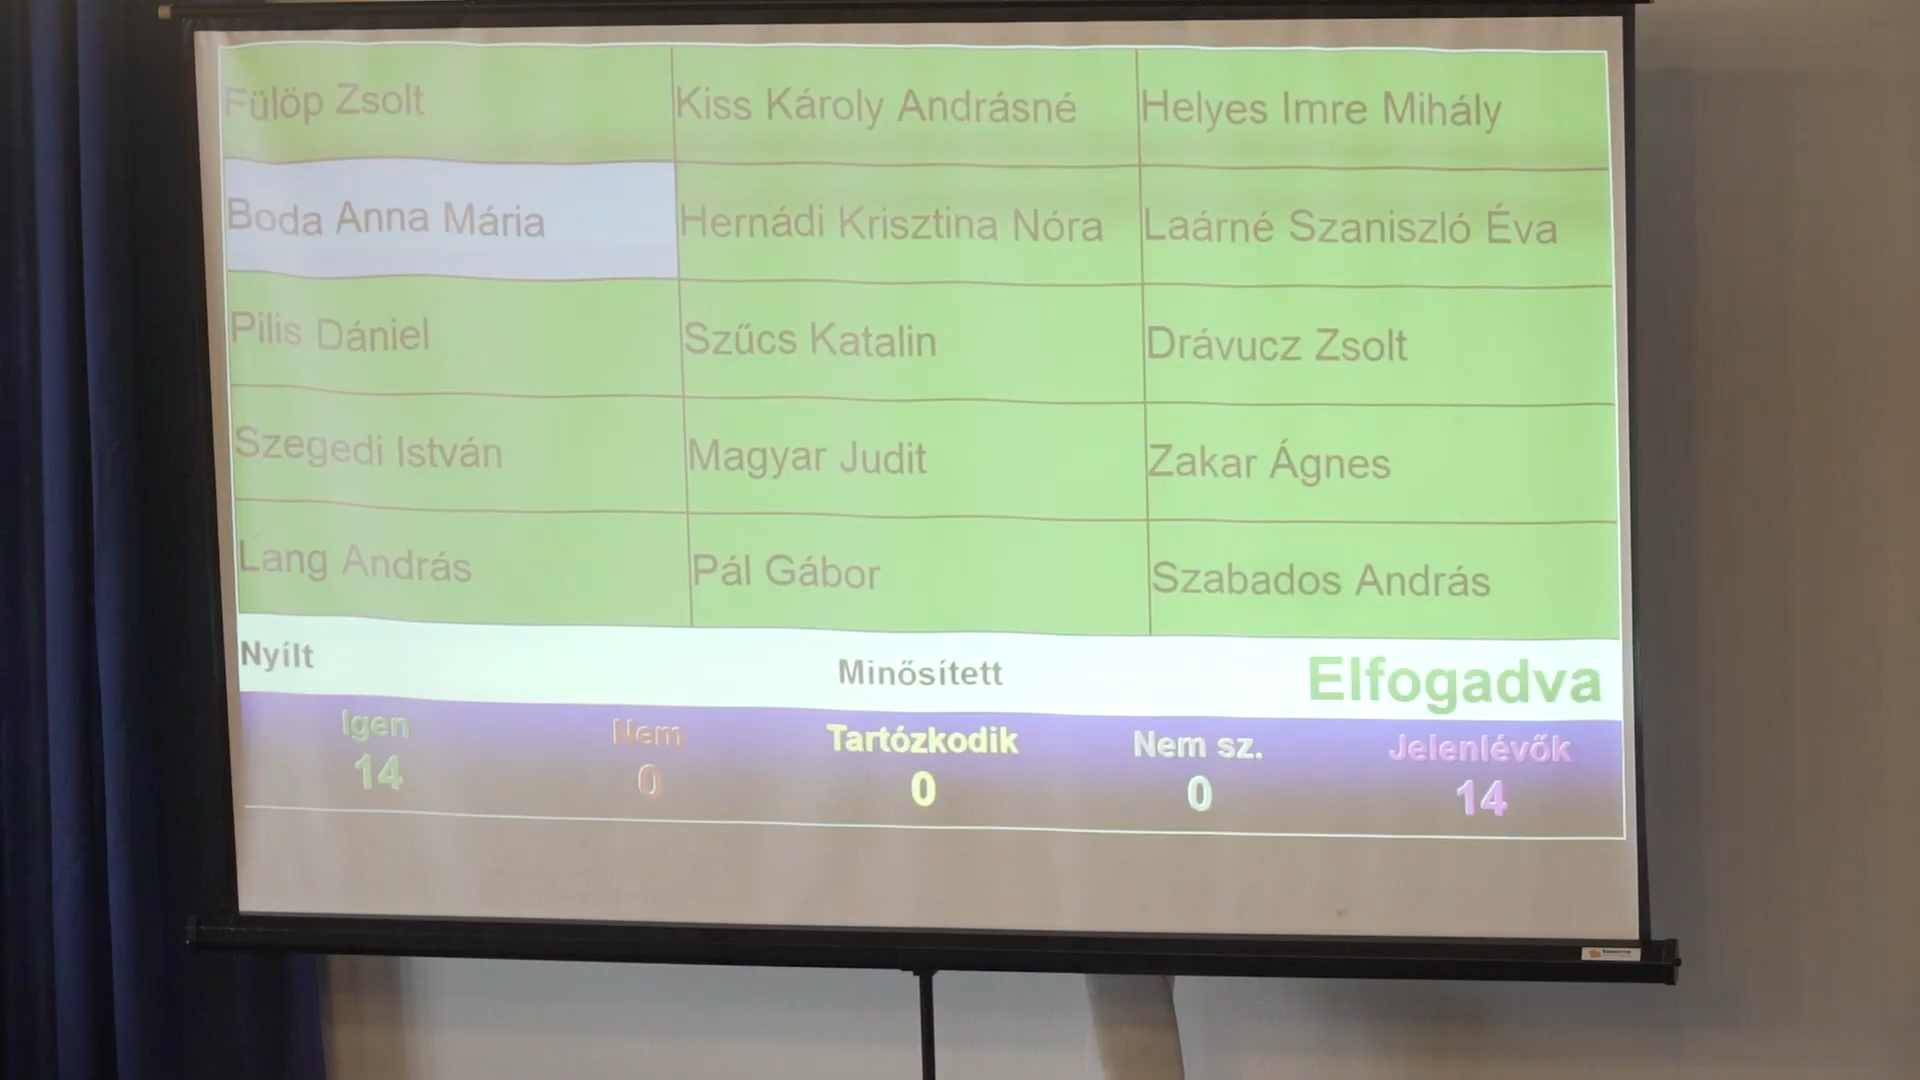 Fülöp Zsolt Kiss Károly Andrásné Helyes Imre Mihály
Boda Anna Mária Hernádi Krisztina Nóra Laárné Szaniszló Éva
Pilis Dániel Szűcs Katalin Drávucz Zsolt
Szegedi István Magyar Judit Zakar Ágnes
Lang András Pál Gábor Szabados András
Nyílt Minősített Elfogadva
Igen Nem Tartózkodik Nem sz. Jelenlévők
14 0 0 0 14